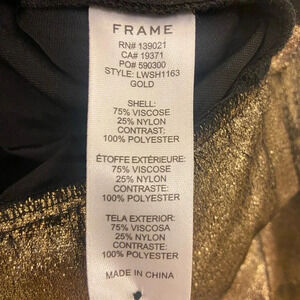 FRAME
RN# 139021
CA# 19371
PO# 590300
STYLE: LWSH1163
GOLD
SHELL:
75% VISCOSE
25% NYLON
CONTRAST:
100% POLYESTER
ÉTOFFE EXTÉRIEURE:
75% VISCOSE
25% NYLON
CONTRASTE:
100% POLYESTER
TELA EXTERIOR:
75% VISCOSA
25% NYLON
CONTRASTE:
100% POLYESTER
MADE IN CHINA